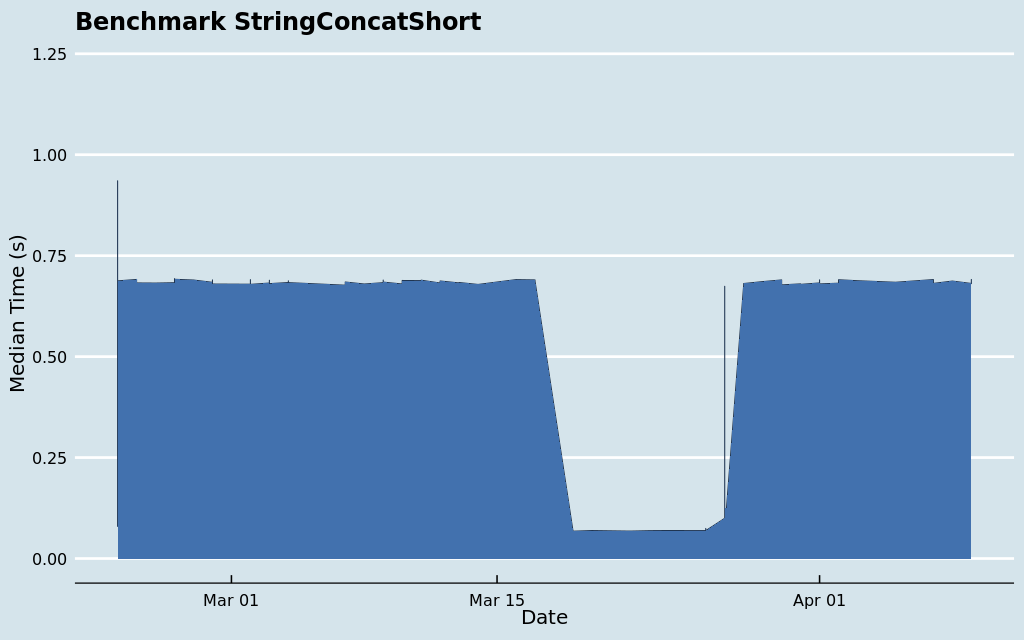 Benchmark StringConcatShort
1.25
1.00
0.75
0.50
0.25
0.00
Median Time (s)
Mar 01
Mar 15
Apr 01
Date